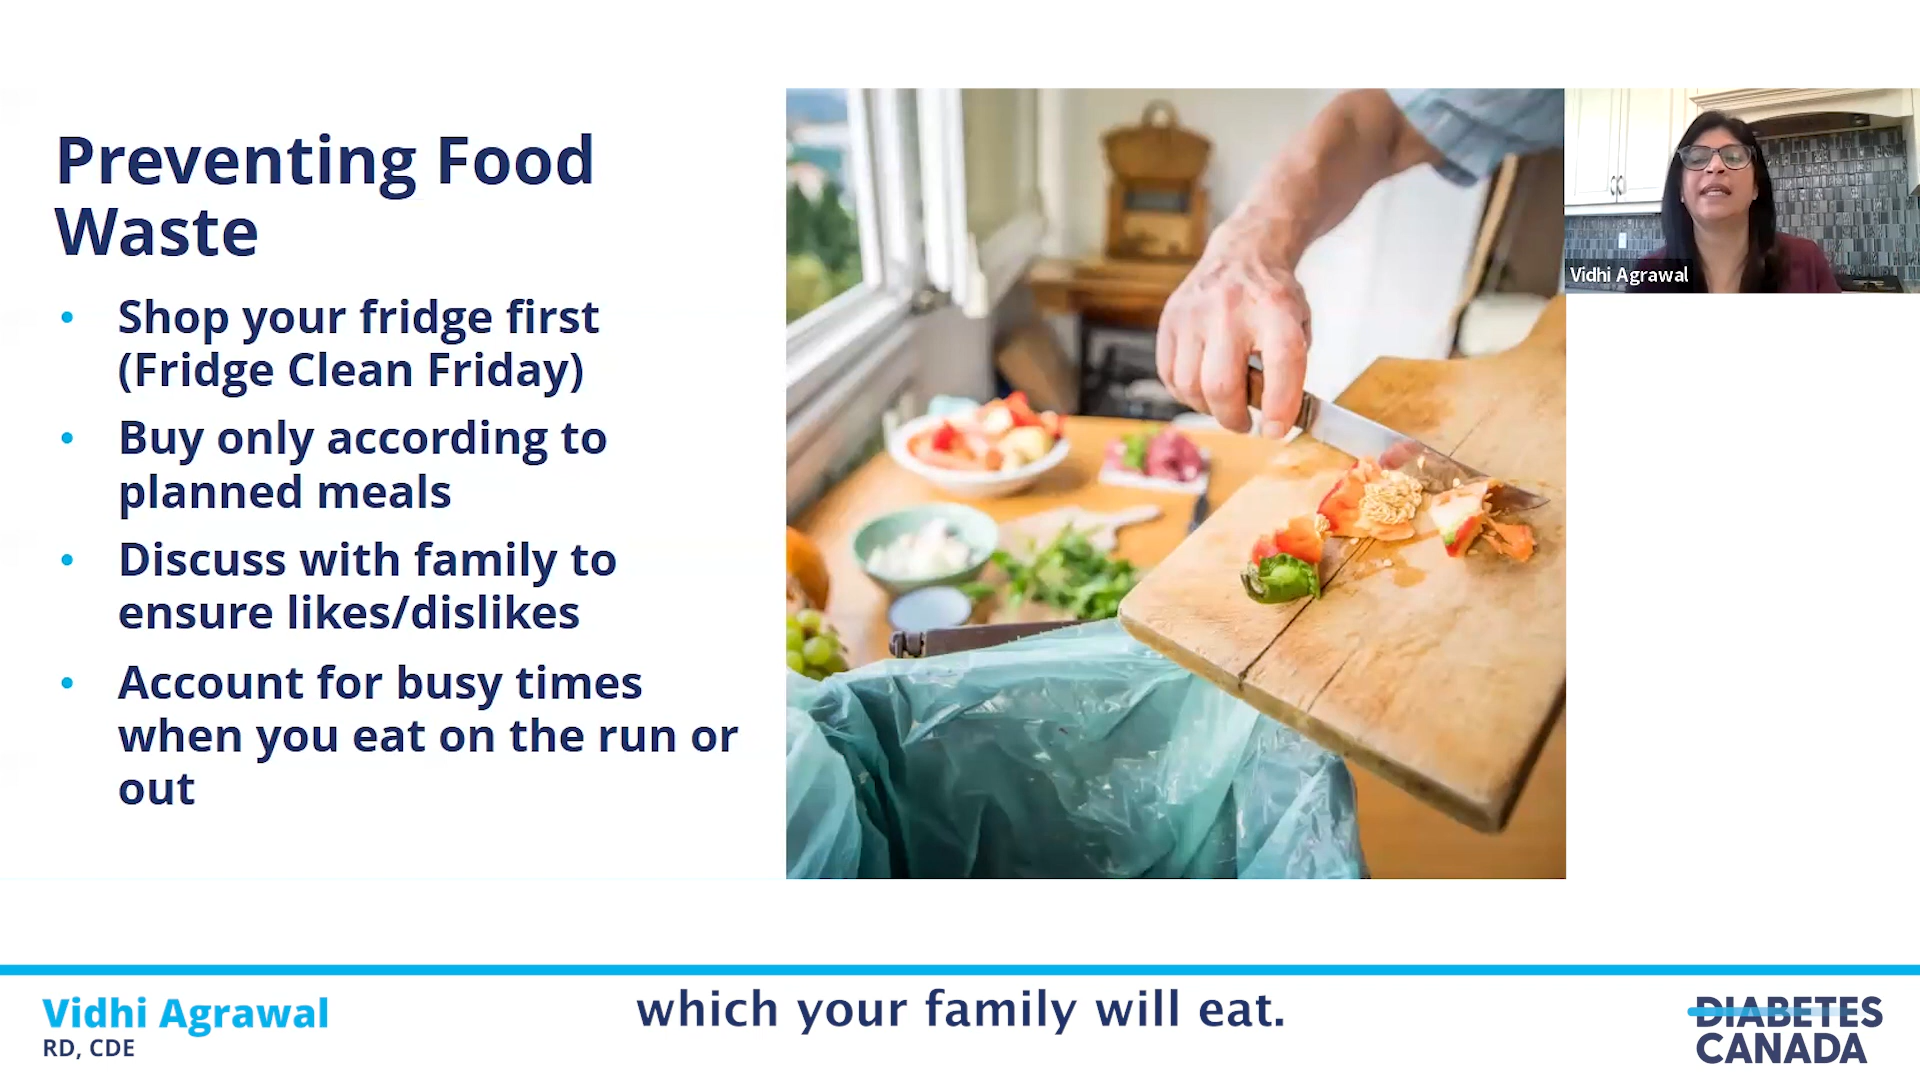 Preventing Food
Waste
• Shop your fridge first
(Fridge Clean Friday)
• Buy only according to
planned meals
• Discuss with family to
ensure likes/dislikes
• Account for busy times
when you eat on the run or
out
Vidhi Agrawal
Vidhi Agrawal
RD, CDE
which your family will eat.
DIABETES
CANADA